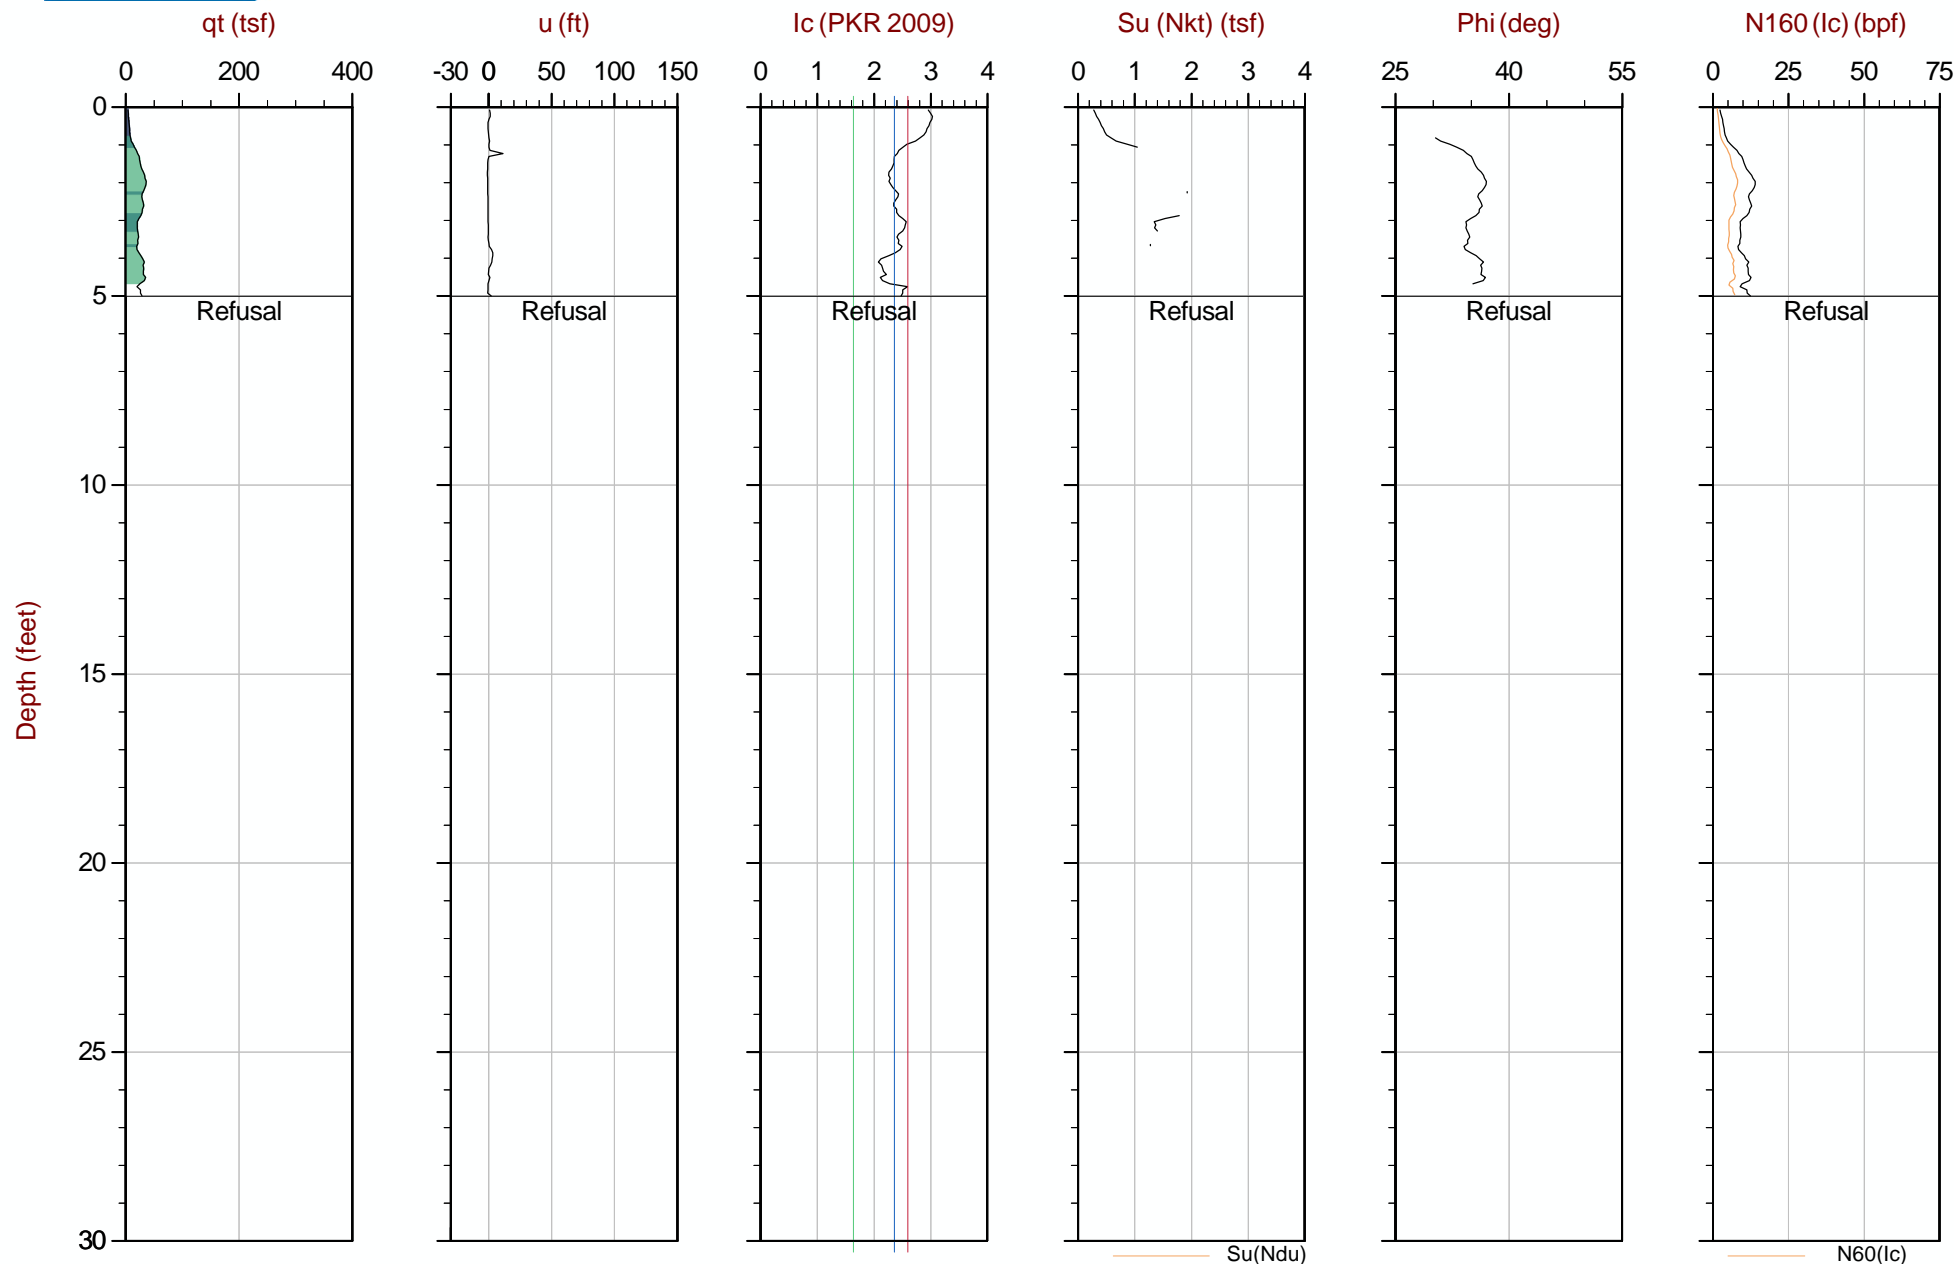 qt (tsf)
u (ft)
Ic (PKR 2009)
Su (Nkt) (tsf)
Phi (deg)
N160 (Ic) (bpf)
0 200 400
-30 0 50 100 150
0 1 2 3 4
0 1 2 3 4
25 40 55
0 25 50 75
0
5
Refusal Refusal Refusal Refusal Refusal Refusal
10
15
20
25
30
Depth (feet)
Su(Ndu)
N60(Ic)